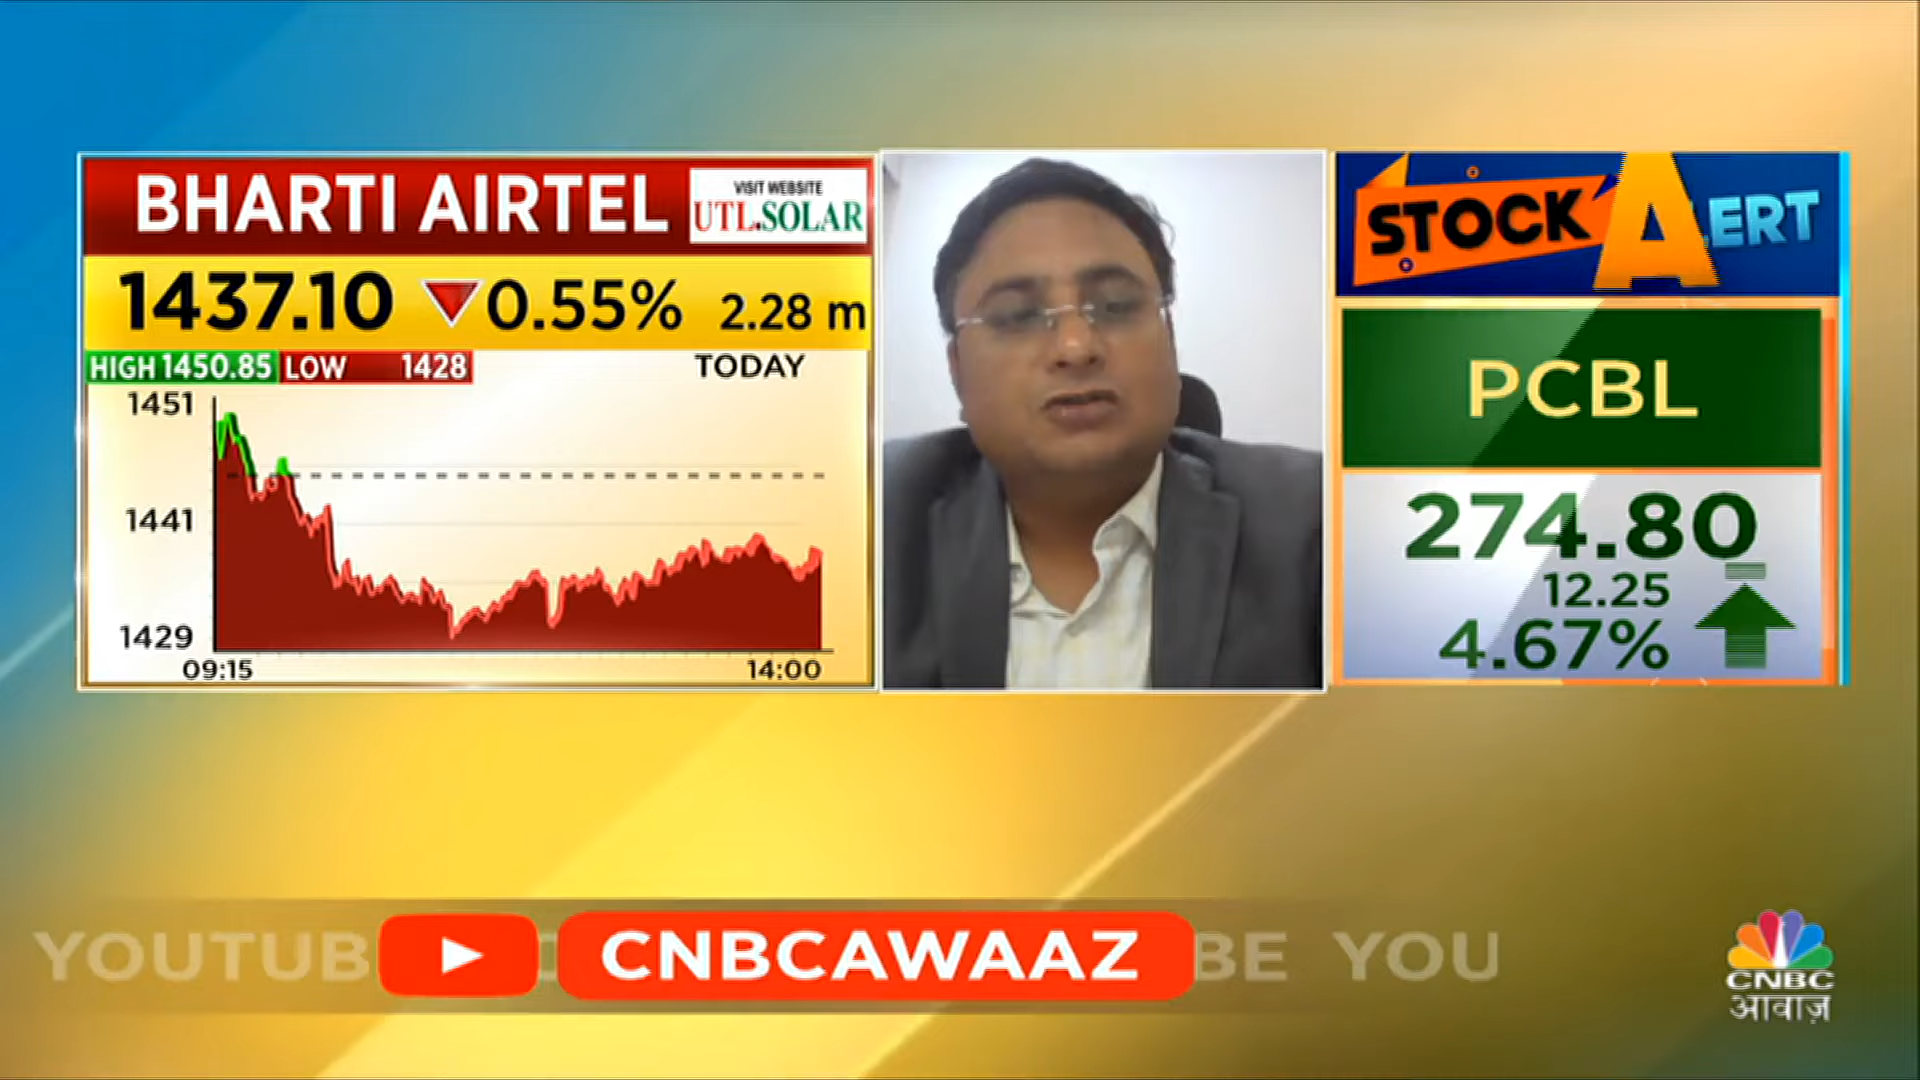 BHARTI AIRTEL
VISIT WEBSITE
UTL.SOLAR
1437.10 0.55% 2.28 m
HIGH 1450.85 LOW 1428 TODAY
1451
1441
1429
09:15 14:00
STOCK ALERT
PCBL
274.80
12.25
4.67%
YOUTUB CNBCAWAAZ BE YOU
CNBC
आवाज़